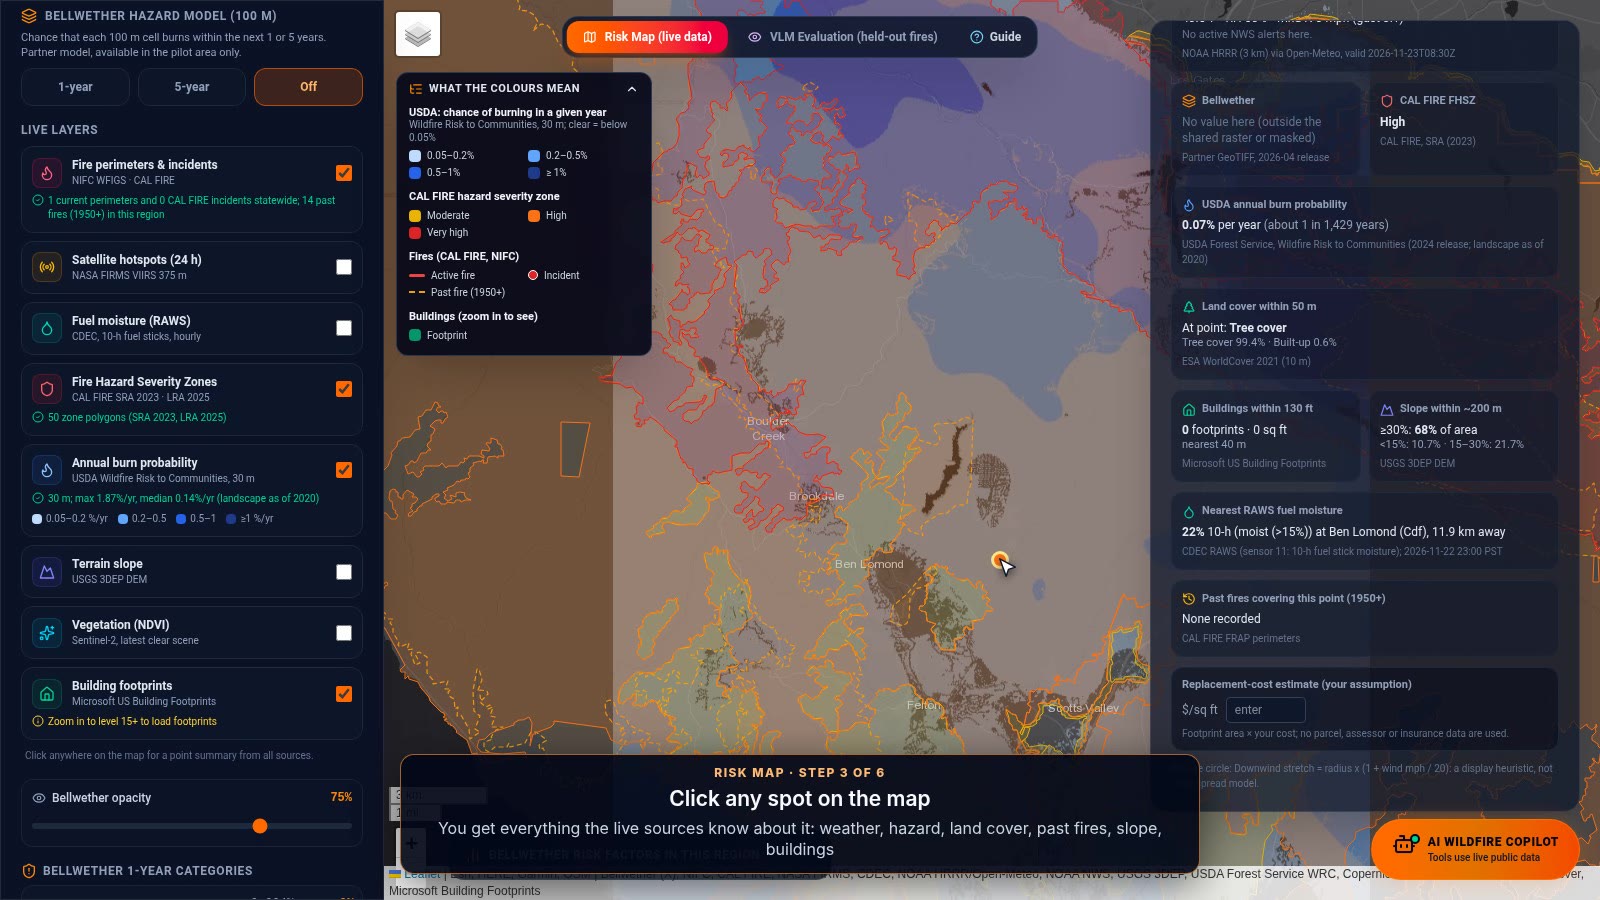 BELLWETHER HAZARD MODEL (100 M)
Chance that each 100 m cell burns within the next 1 or 5 years.
Partner model, available in the pilot area only.
1-year
5-year
Off
LIVE LAYERS
Fire perimeters & incidents
NIFC WFIGS · CAL FIRE
1 current perimeters and 0 CAL FIRE incidents statewide; 14 past
fires (1950+) in this region
Satellite hotspots (24 h)
NASA FIRMS VIIRS 375 m
Fuel moisture (RAWS)
CDEC, 10-h fuel sticks, hourly
Fire Hazard Severity Zones
CAL FIRE SRA 2023 · LRA 2025
50 zone polygons (SRA 2023, LRA 2025)
Annual burn probability
USDA Wildfire Risk to Communities, 30 m
30 m; max 1.87%/yr, median 0.14%/yr (landscape as of 2020)
0.05–0.2 %/yr
0.2–0.5
0.5–1
≥1 %/yr
Terrain slope
USGS 3DEP DEM
Vegetation (NDVI)
Sentinel-2, latest clear scene
Building footprints
Microsoft US Building Footprints
Zoom in to level 15+ to load footprints
Click anywhere on the map for a point summary from all sources.
Bellwether opacity
75%
BELLWETHER 1-YEAR CATEGORIES
Risk Map (live data)
VLM Evaluation (held-out fires)
Guide
WHAT THE COLOURS MEAN
USDA: chance of burning in a given year
Wildfire Risk to Communities, 30 m; clear = below
0.05%
0.05–0.2%
0.2–0.5%
0.5–1%
≥ 1%
CAL FIRE hazard severity zone
Moderate
High
Very high
Fires (CAL FIRE, NIFC)
Active fire
Incident
Past fire (1950+)
Buildings (zoom in to see)
Footprint
Boulder
Creek
Brookdale
Ben Lomond
Felton
Scotts Valley
No active NWS alerts here.
NOAA HRRR (3 km) via Open-Meteo, valid 2026-11-23T08:30Z
Bellwether
No value here (outside the
shared raster or masked)
Partner GeoTIFF, 2026-04 release
CAL FIRE FHSZ
High
CAL FIRE, SRA (2023)
USDA annual burn probability
0.07% per year (about 1 in 1,429 years)
USDA Forest Service, Wildfire Risk to Communities (2024 release; landscape as of
2020)
Land cover within 50 m
At point: Tree cover
Tree cover 99.4% · Built-up 0.6%
ESA WorldCover 2021 (10 m)
Buildings within 130 ft
0 footprints · 0 sq ft
nearest 40 m
Microsoft US Building Footprints
Slope within ~200 m
≥30%: 68% of area
<15%: 10.7% · 15–30%: 21.7%
USGS 3DEP DEM
Nearest RAWS fuel moisture
22% 10-h (moist (>15%)) at Ben Lomond (Cdf), 11.9 km away
CDEC RAWS (sensor 11: 10-h fuel stick moisture); 2026-11-22 23:00 PST
Past fires covering this point (1950+)
None recorded
CAL FIRE FRAP perimeters
Replacement-cost estimate (your assumption)
$/sq ft
enter
Footprint area × your cost; no parcel, assessor or insurance data are used.
circle: Downwind stretch = radius x (1 + wind mph / 20): a display heuristic, not
model.
RISK MAP · STEP 3 OF 6
Click any spot on the map
You get everything the live sources know about it: weather, hazard, land cover, past fires, slope,
buildings
BELLWETHER RISK FACTORS IN THIS REGION
AI WILDFIRE COPILOT
Tools use live public data
Microsoft Building Footprints